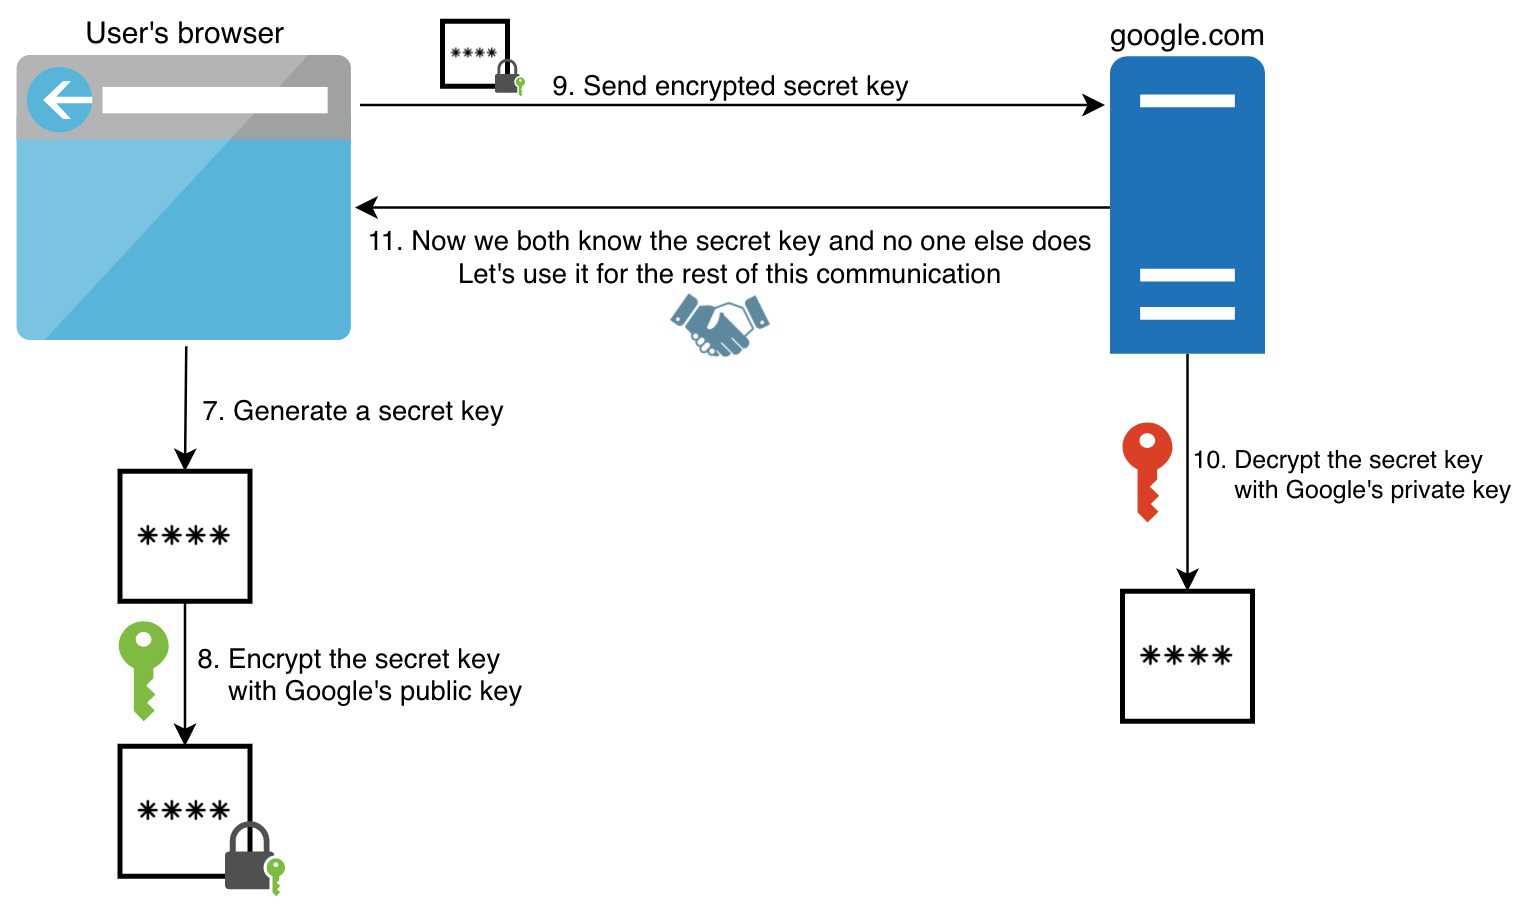 User's browser
google.com
****
9. Send encrypted secret key
11. Now we both know the secret key and no one else does
Let's use it for the rest of this communication
7. Generate a secret key
10. Decrypt the secret key
with Google's private key
****
8. Encrypt the secret key
with Google's public key
****
****